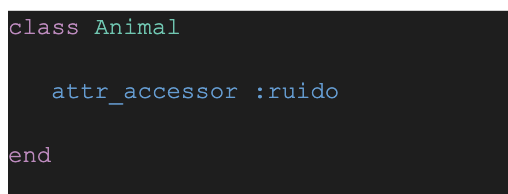 class Animal
attr_accessor :ruido
end